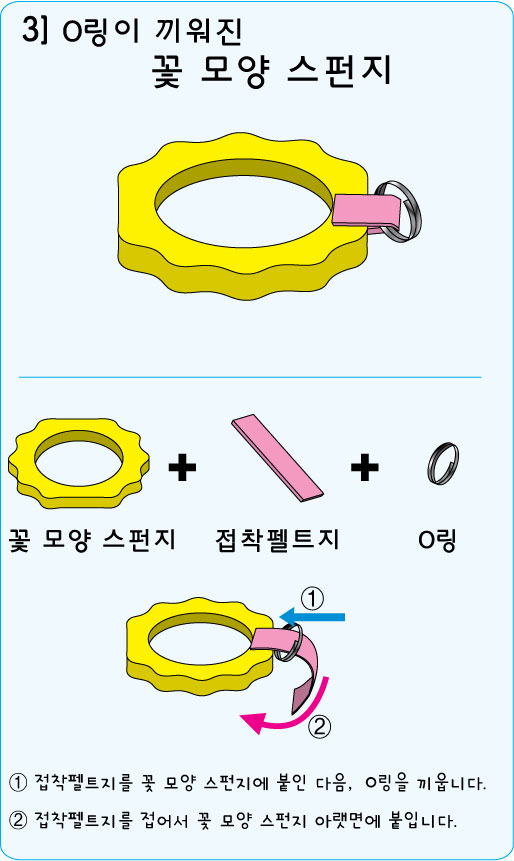 3] O링이 끼워진
꽃 모양 스펀지
꽃 모양 스펀지 접착펠트지 O링
①
②
① 접착펠트지를 꽃 모양 스펀지에 붙인 다음, O링을 끼웁니다.
② 접착펠트지를 접어서 꽃 모양 스펀지 아랫면에 붙입니다.